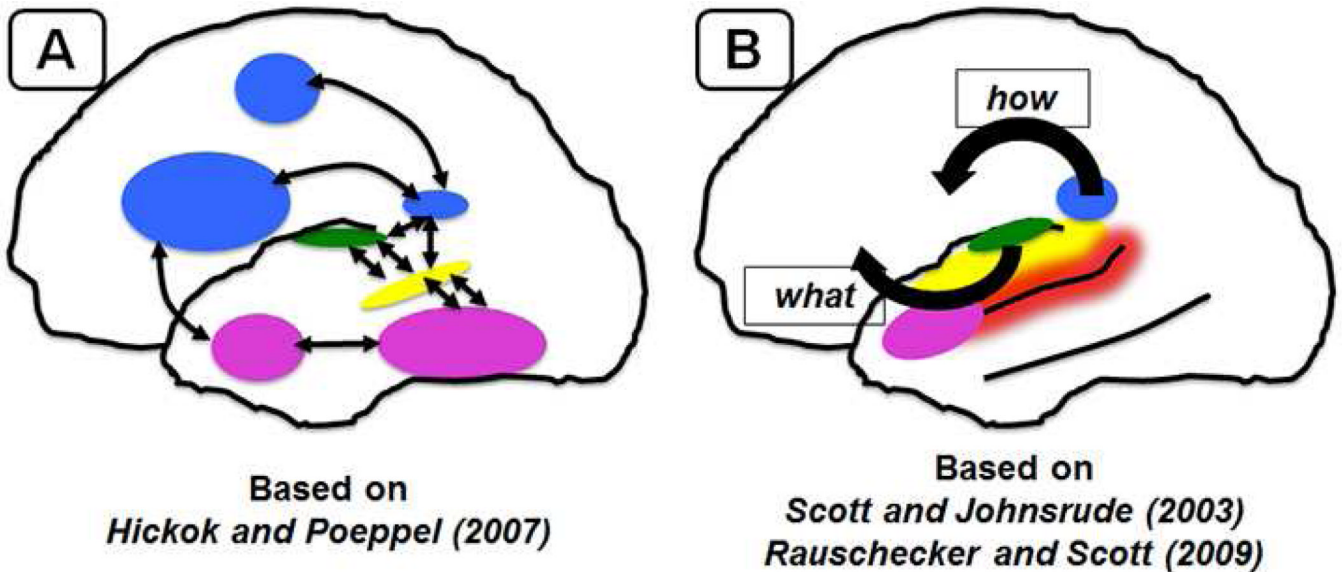 A
Based on
Hickok and Poeppel (2007)
B
how
what
Based on
Scott and Johnsrude (2003)
Rauschecker and Scott (2009)